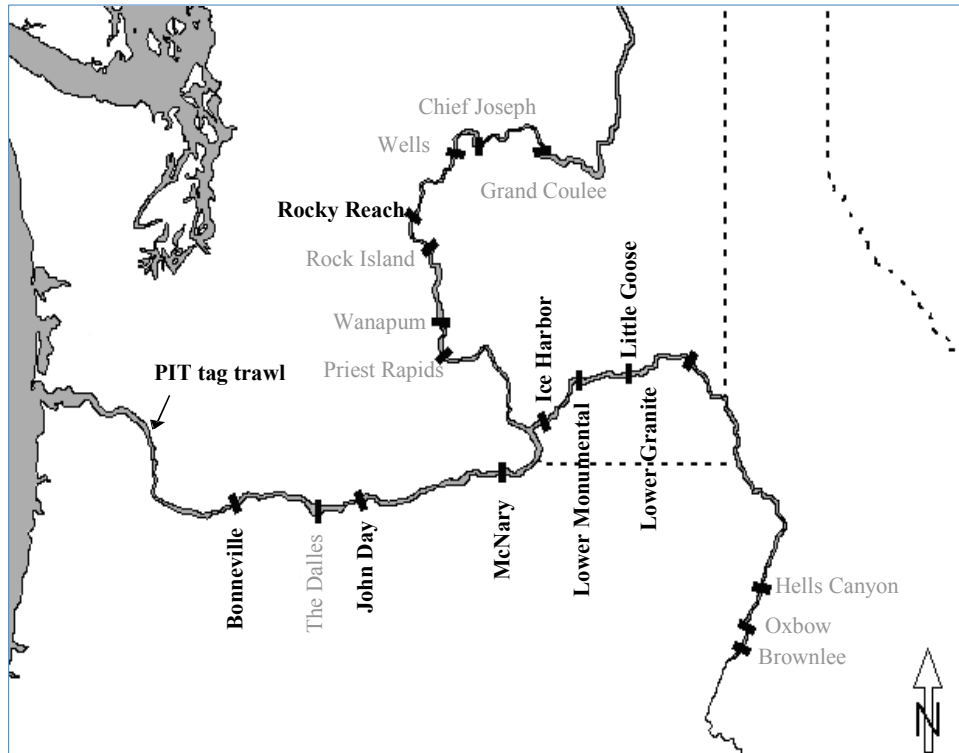 Chief Joseph
Wells
Grand Coulee
Rocky Reach
Rock Island
Wanapum
Priest Rapids
PIT tag trawl
Ice Harbor
Little Goose
Lower Monumental
Lower Granite
McNary
John Day
The Dalles
Bonneville
Hells Canyon
Oxbow
Brownlee
N